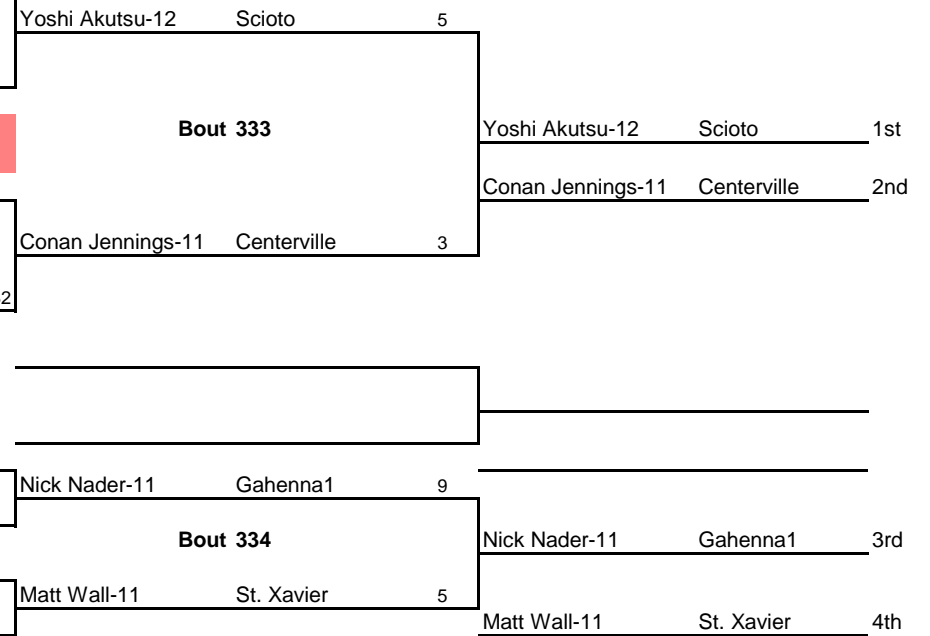 Yoshi Akutsu-12 Scioto 5
Bout 333 Yoshi Akutsu-12 Scioto 1st
Conan Jennings-11 Centerville 2nd
Conan Jennings-11 Centerville 3
2
Nick Nader-11 Gahenna1 9
Bout 334 Nick Nader-11 Gahenna1 3rd
Matt Wall-11 St. Xavier 5
Matt Wall-11 St. Xavier 4th